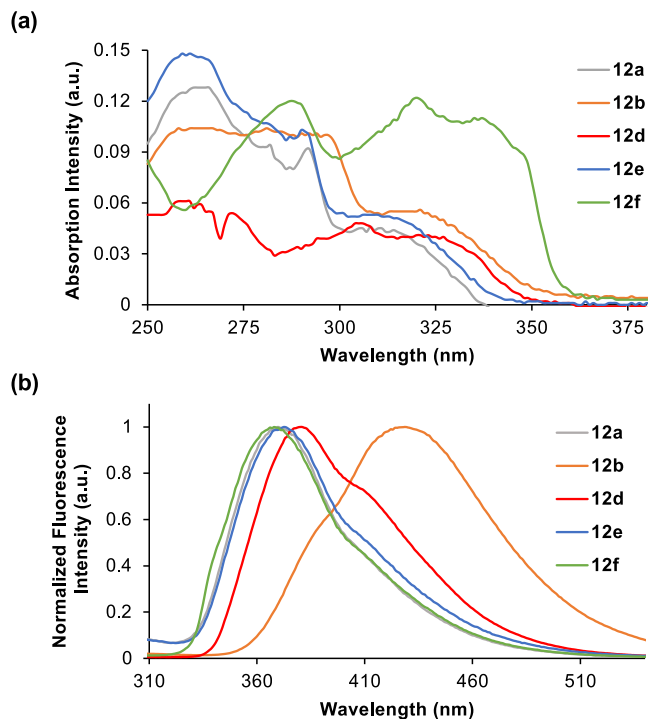 (a)
Absorption Intensity (a.u.)
0.15
0.12
0.09
0.06
0.03
0
250 275 300 325 350 375
Wavelength (nm)
12a
12b
12d
12e
12f
(b)
Normalized Fluorescence
Intensity (a.u.)
1
0.8
0.6
0.4
0.2
0
310 360 410 460 510
Wavelength (nm)
12a
12b
12d
12e
12f